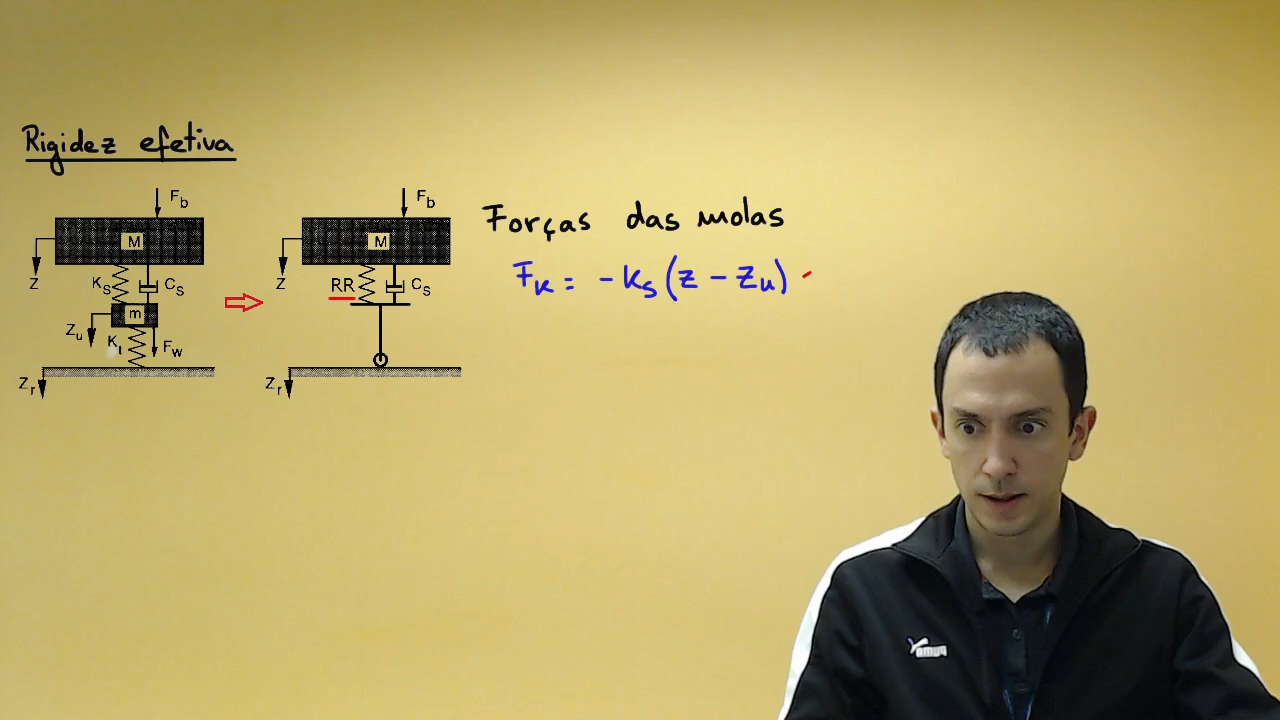 Rigidez efetiva
F_b
M
Z
K_S C_S
m
Z_u
K_t F_w
Z_r
F_b
M
Z
RR C_S
Z_r
Forças das molas
F_k = -k_s(z - z_u)
puma